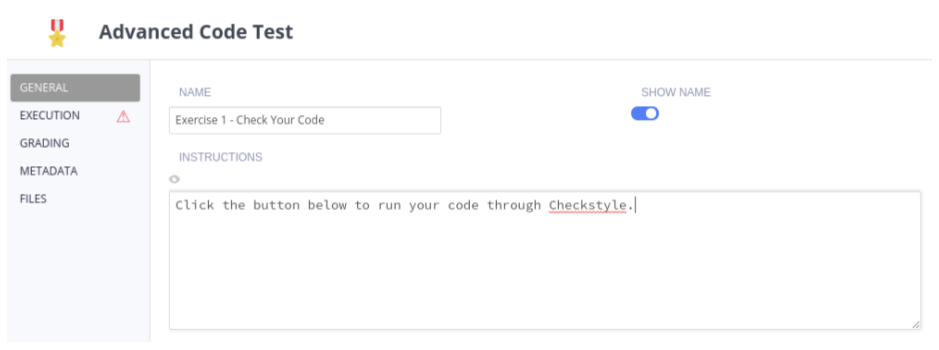 Advanced Code Test
GENERAL
EXECUTION
GRADING
METADATA
FILES
NAME
SHOW NAME
Exercise 1 - Check Your Code
INSTRUCTIONS
Click the button below to run your code through Checkstyle.